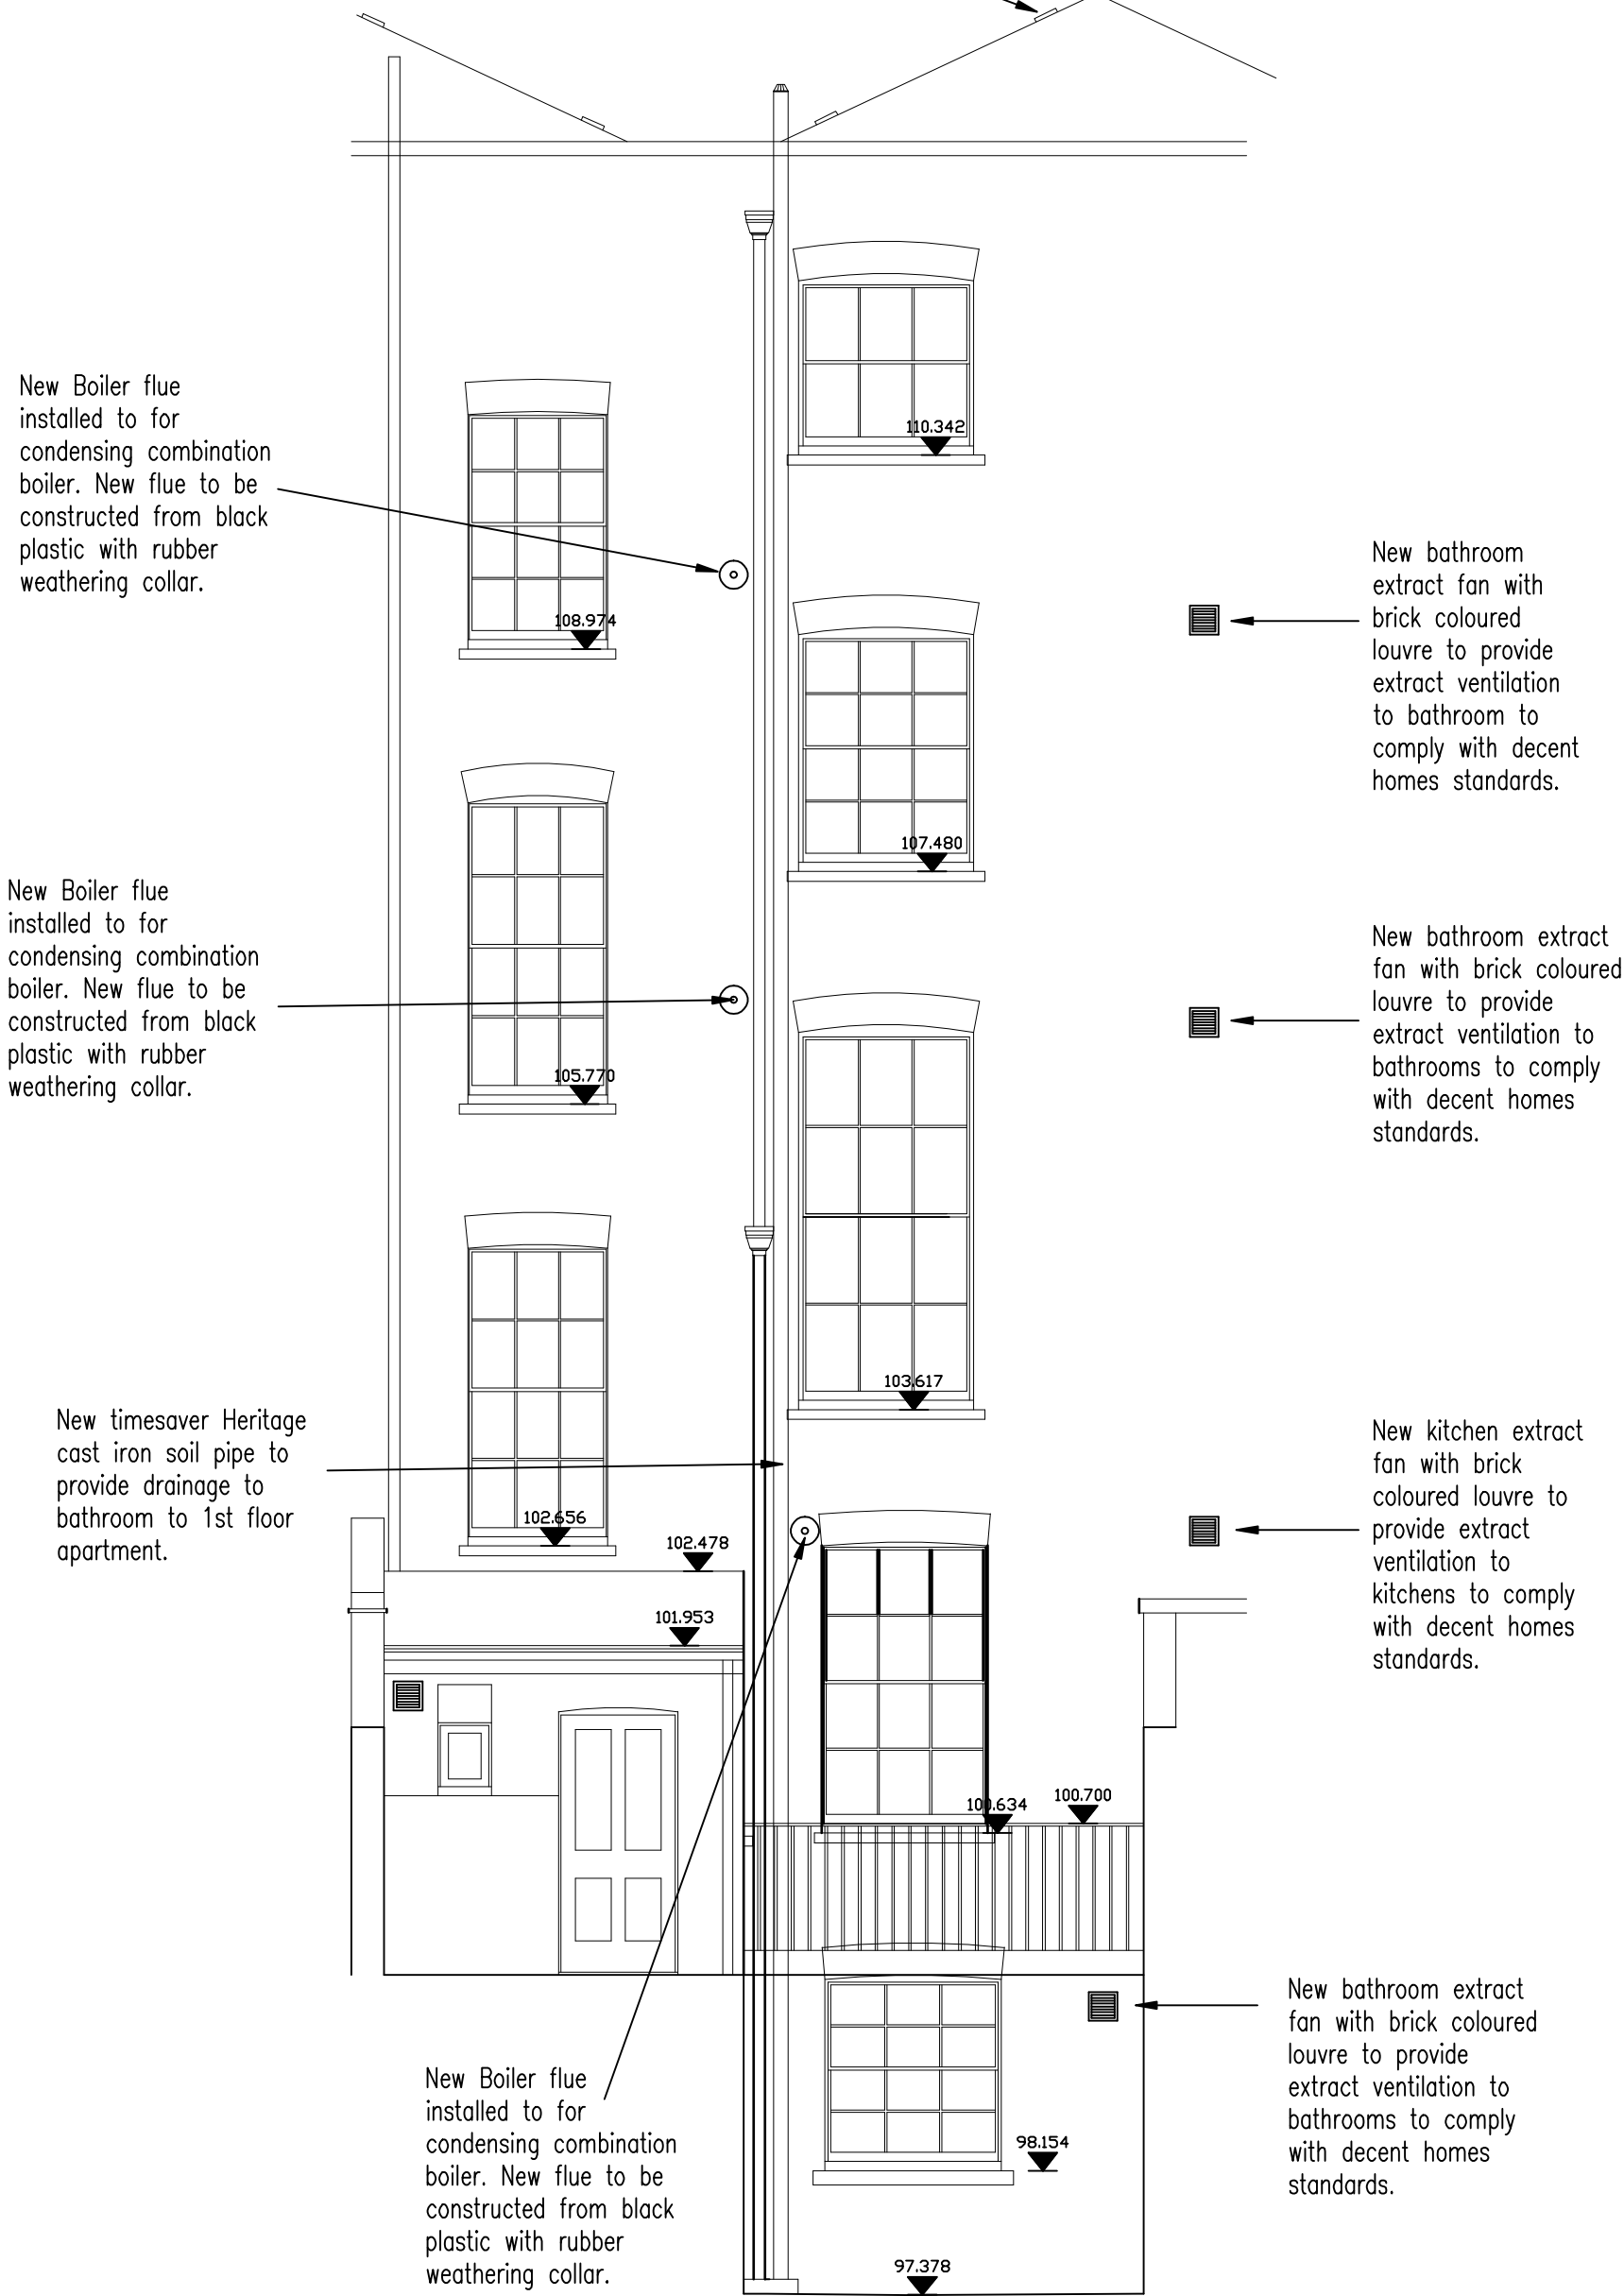 New Boiler flue
installed to for
condensing combination
boiler. New flue to be
constructed from black
plastic with rubber
weathering collar.
110.342
108.974
New bathroom
extract fan with
brick coloured
louvre to provide
extract ventilation
to bathroom to
comply with decent
homes standards.
107.480
New Boiler flue
installed to for
condensing combination
boiler. New flue to be
constructed from black
plastic with rubber
weathering collar.
105.770
New bathroom extract
fan with brick coloured
louvre to provide
extract ventilation to
bathrooms to comply
with decent homes
standards.
103.617
New timesaver Heritage
cast iron soil pipe to
provide drainage to
bathroom to 1st floor
apartment.
102.656
102.478
101.953
New kitchen extract
fan with brick
coloured louvre to
provide extract
ventilation to
kitchens to comply
with decent homes
standards.
100.634
100.700
New Boiler flue
installed to for
condensing combination
boiler. New flue to be
constructed from black
plastic with rubber
weathering collar.
98.154
97.378
New bathroom extract
fan with brick coloured
louvre to provide
extract ventilation to
bathrooms to comply
with decent homes
standards.